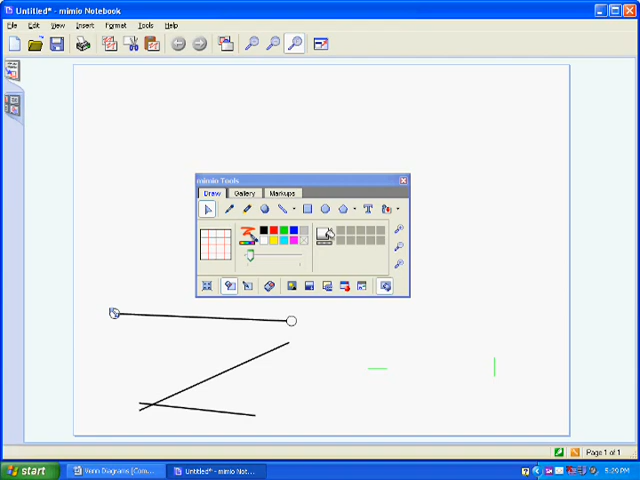 Untitled* - mimio Notebook
File Edit View Insert Format Tools Help
mimio Tools
Draw Gallery Markups
T
Page 1 of 1
start Venn Diagrams (Com... Untitled* - mimio Not... ? 5:29 PM